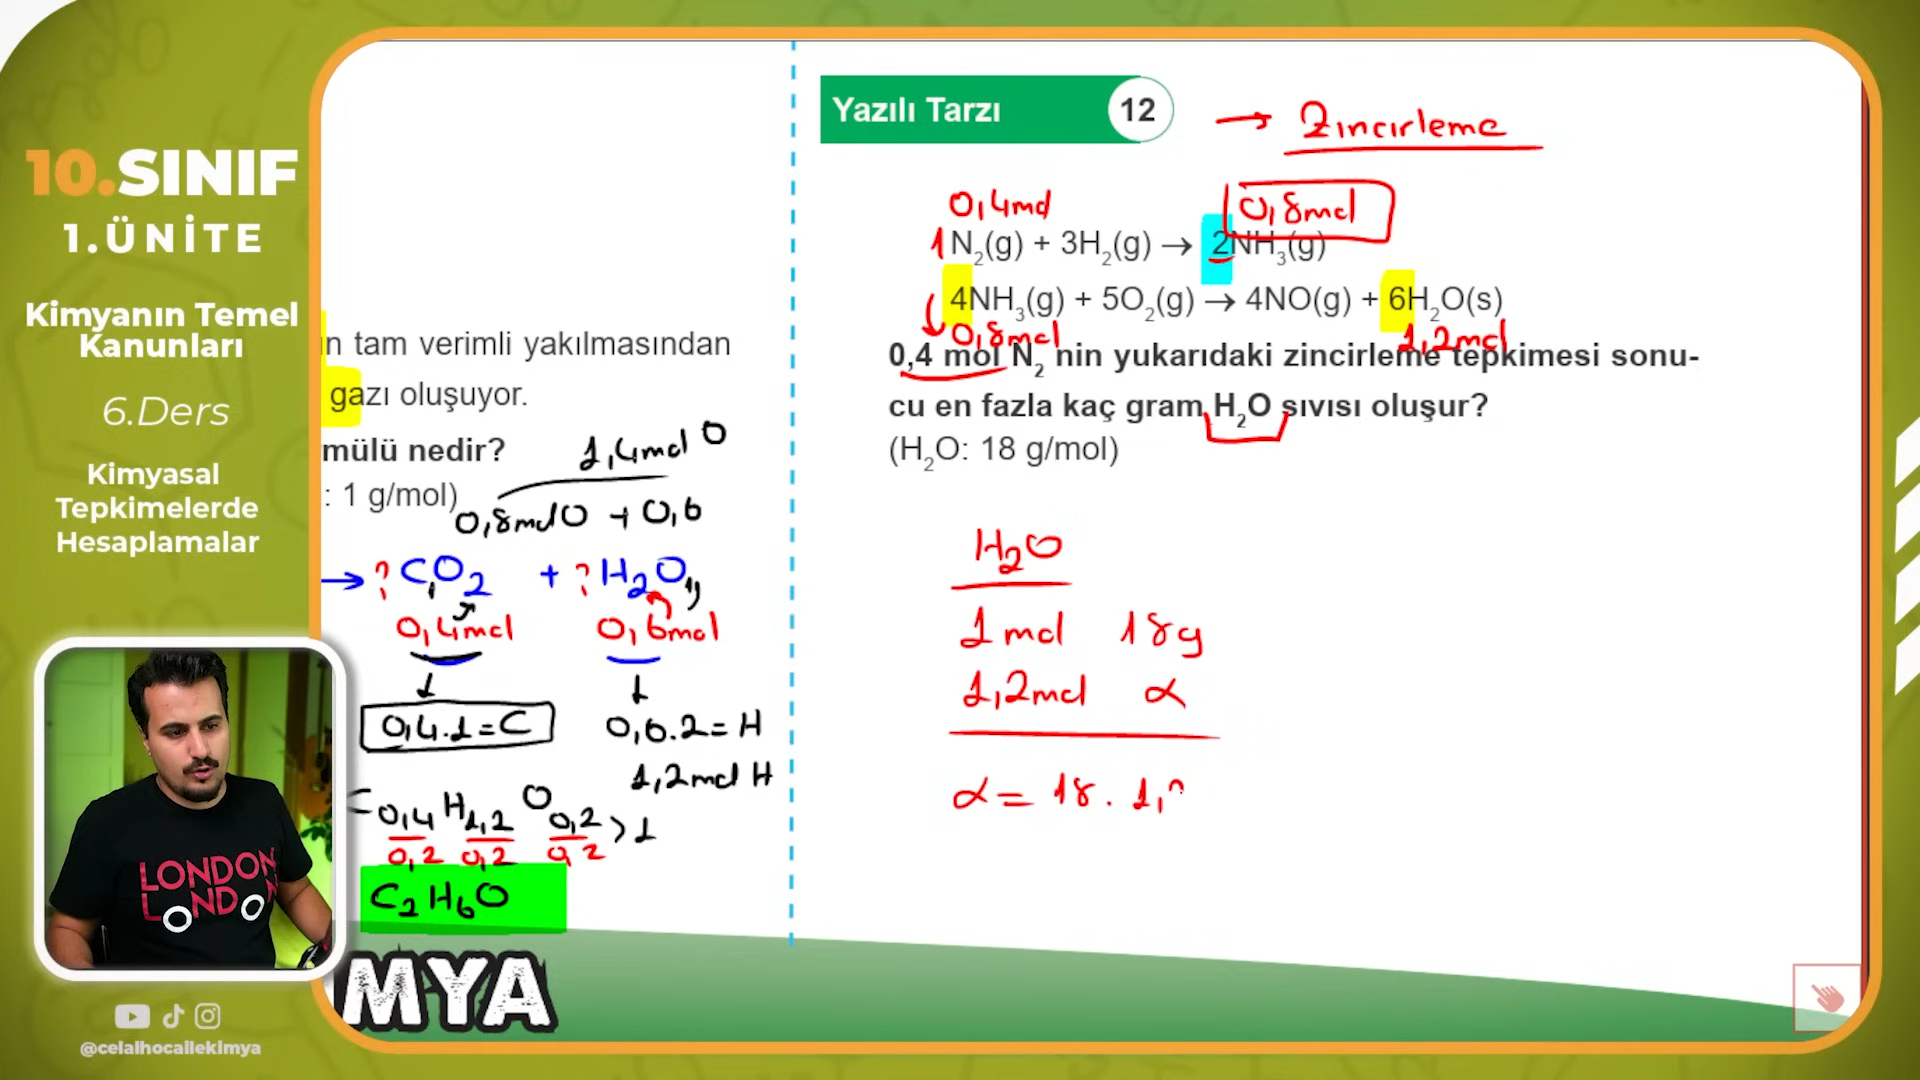 10.SINIF
1.ÜNİTE
Kimyanın Temel
Kanunları
6.Ders
Kimyasal
Tepkimelerde
Hesaplamalar
@celalhocallekimya
n tam verimli yakılmasından
gazı oluşuyor.
mülü nedir?
: 1 g/mol)
1,4mol O
0,8mol O + 0,6
→ ? CO2 + ? H2O
0,4mol 0,6mol
0,4.1=C 0,6.2=H
1,2mol H
C0,4 H1,2 O0,2 > 1
0,2 0,2 0,2
C2H6O
MYA
Yazılı Tarzı 12
→ Zincirleme
0,4mol 0,8mol
1 N2(g) + 3H2(g) → 2NH3(g)
4NH3(g) + 5O2(g) → 4NO(g) + 6H2O(s)
0,8mol 1,2mol
0,4 mol N2 nin yukarıdaki zincirleme tepkimesi sonu-
cu en fazla kaç gram H2O sıvısı oluşur?
(H2O: 18 g/mol)
H2O
1 mol 18g
1,2mol α
α = 18 . 1,
LONDON
LONDON